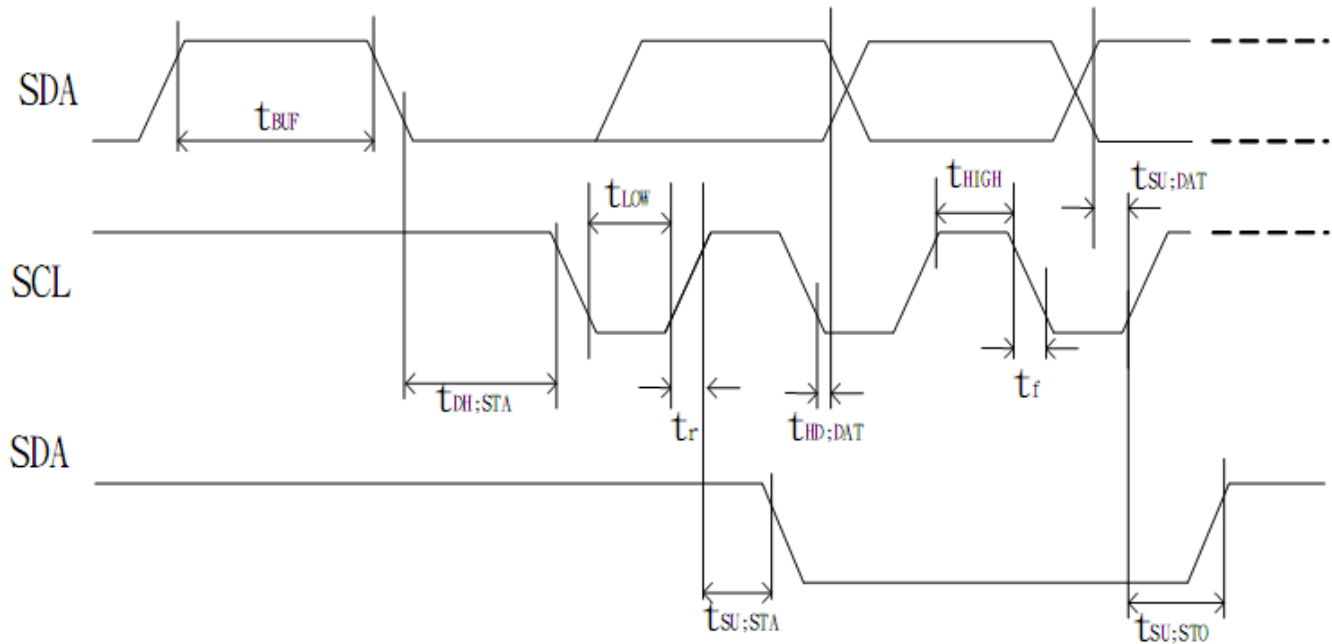 SDA
tBUF
tLOW
tHIGH
tSU;DAT
SCL
tDH;STA
tr
tHD;DAT
tf
SDA
tSU;STA
tSU;STO